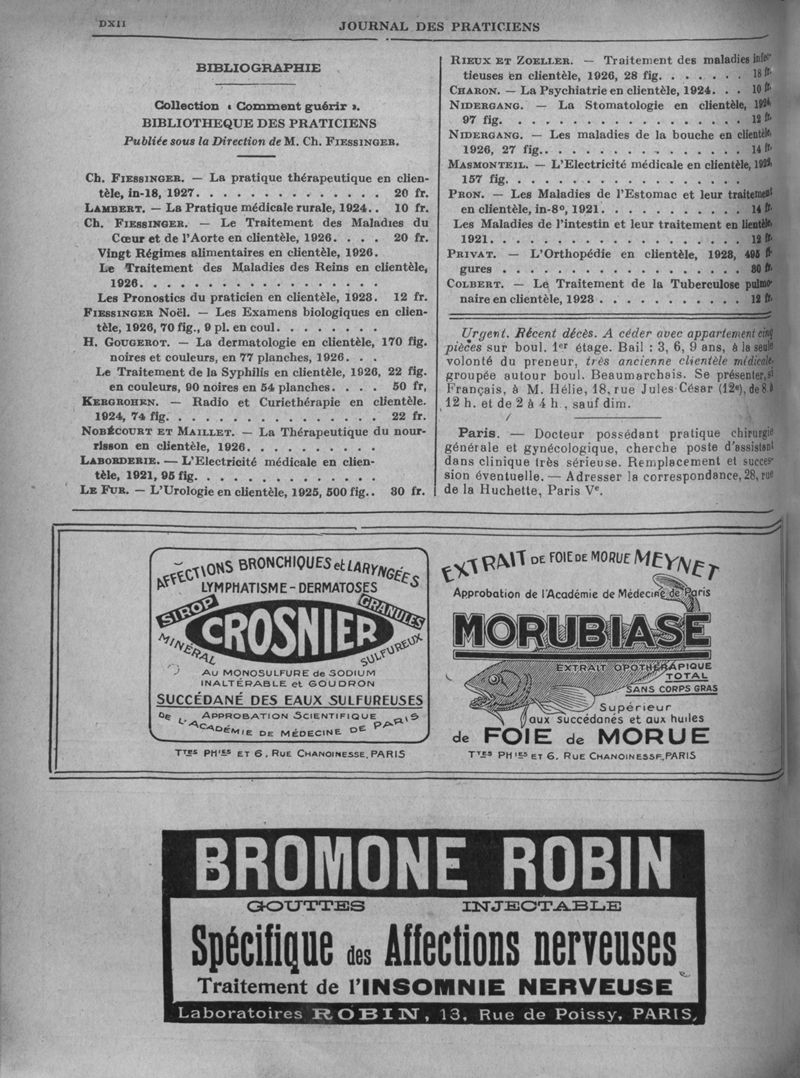 DXII
JOURNAL DES PRATICIENS
BIBLIOGRAPHIE
Collection « Comment guérir ».
BIBLIOTHEQUE DES PRATICIENS
Publiée sous la Direction de M. Ch. FIESSINGER.
Ch. FIESSINGER. — La pratique thérapeutique en clien-
tèle, in-18, 1927. . . . . . . . . . . . . . 20 fr.
LAMBERT. — La Pratique médicale rurale, 1924. . 10 fr.
Ch. FIESSINGER. — Le Traitement des Maladies du
Cœur et de l'Aorte en clientèle, 1926. . . . 20 fr.
Vingt Régimes alimentaires en clientèle, 1926.
Le Traitement des Maladies des Reins en clientèle,
1926. . . . . . . . . . . . . . . . . .
Les Pronostics du praticien en clientèle, 1923. 12 fr.
FIESSINGER Noël. — Les Examens biologiques en clien-
tèle, 1926, 70 fig., 9 pl. en coul. . . . . . . .
H. GOUGEROT. — La dermatologie en clientèle, 170 fig.
noires et couleurs, en 77 planches, 1926. . .
Le Traitement de la Syphilis en clientèle, 1926, 22 fig.
en couleurs, 90 noires en 54 planches. . . . 50 fr,
KERGROHEN. — Radio et Curiethérapie en clientèle.
1924, 74 fig. . . . . . . . . . . . . . . . 22 fr.
NOBÉCOURT ET MAILLET. — La Thérapeutique du nour-
risson en clientèle, 1926. . . . . . . . . .
LABORDERIE. — L'Electricité médicale en clien-
tèle, 1921, 95 fig. . . . . . . . . . . . . .
LE FUR. — L'Urologie en clientèle, 1925, 500 fig. . 30 fr.
RIEUX ET ZOELLER. — Traitement des maladies infec-
tieuses en clientèle, 1926, 28 fig. . . . . . . 18 fr.
CHARON. — La Psychiatrie en clientèle, 1924. . . 10 fr.
NIDERGANG. — La Stomatologie en clientèle, 1924,
97 fig. . . . . . . . . . . . . . . . . . 12 fr.
NIDERGANG. — Les maladies de la bouche en clientèle,
1926, 27 fig. . . . . . . . . . . . . . . 14 fr.
MASMONTEIL. — L'Electricité médicale en clientèle,
157 fig. . . . . . . . . . . . . . . . .
PRON. — Les Maladies de l'Estomac et leur traitement
en clientèle, in-8º, 1921. . . . . . . . . . . 14 fr.
Les Maladies de l'intestin et leur traitement en lientèle,
1921. . . . . . . . . . . . . . . . . . 12 fr.
PRIVAT. — L'Orthopédie en clientèle, 1928, 495 fi-
gures . . . . . . . . . . . . . . . . . . 80 fr.
COLBERT. — Le Traitement de la Tuberculose pulmo-
naire en clientèle, 1923 . . . . . . . . . . . 12 fr.
Urgent. Récent décès. A céder avec appartement cinq
pièces sur boul. 1er étage. Bail : 3, 6, 9 ans, à la seule
volonté du preneur, très ancienne clientèle médicale,
groupée autour boul. Beaumarchais. Se présenter, si
Français, à M. Hélie, 18, rue Jules-César (12e), de 8 à
12 h. et de 2 à 4 h., sauf dim.
Paris. — Docteur possédant pratique chirurgie
générale et gynécologique, cherche poste d'assistant
dans clinique très sérieuse. Remplacement et succes-
sion éventuelle. — Adresser la correspondance, 28, rue
de la Huchette, Paris Ve.
AFFECTIONS BRONCHIQUES et LARYNGÉES
LYMPHATISME - DERMATOSES
SIROP GRANULES
CROSNIER
MINÉRAL SULFUREUX
AU MONOSULFURE de SODIUM
INALTÉRABLE et GOUDRON
SUCCÉDANÉ DES EAUX SULFUREUSES
APPROBATION SCIENTIFIQUE
DE L'ACADÉMIE DE MÉDECINE DE PARIS
TTES PHIES ET 6, RUE CHANOINESSE, PARIS
EXTRAIT DE FOIE DE MORUE MEYNET
Approbation de l'Académie de Médecine de Paris
MORUBIASE
EXTRAIT OPOTHÉRAPIQUE
TOTAL
SANS CORPS GRAS
Supérieur
aux Succédanés et aux huiles
de FOIE de MORUE
TTES PHIES ET 6, RUE CHANOINESSE, PARIS
BROMONE ROBIN
GOUTTES INJECTABLE
Spécifique des Affections nerveuses
Traitement de l'INSOMNIE NERVEUSE
Laboratoires ROBIN, 13, Rue de Poissy, PARIS,